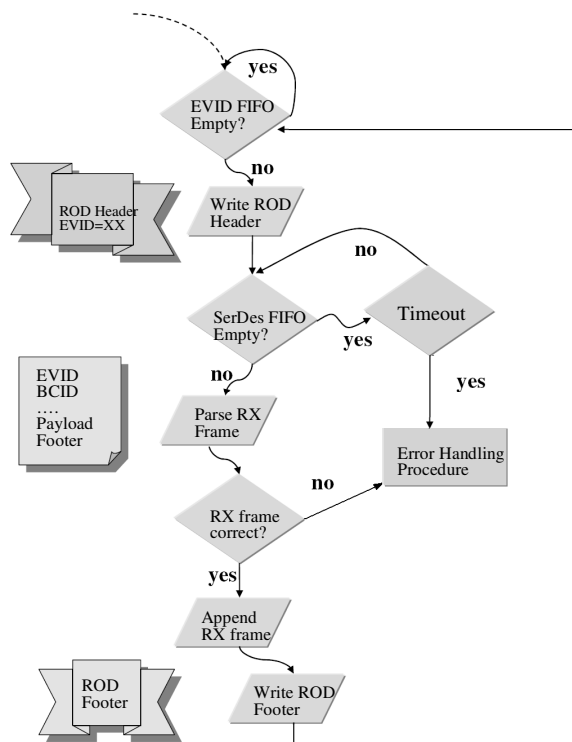 yes
EVID FIFO
Empty?
no
ROD Header
EVID=XX
Write ROD
Header
no
SerDes FIFO
Empty?
Timeout
yes
no
yes
EVID
BCID
....
Payload
Footer
Parse RX
Frame
Error Handling
Procedure
no
RX frame
correct?
yes
Append
RX frame
ROD
Footer
Write ROD
Footer